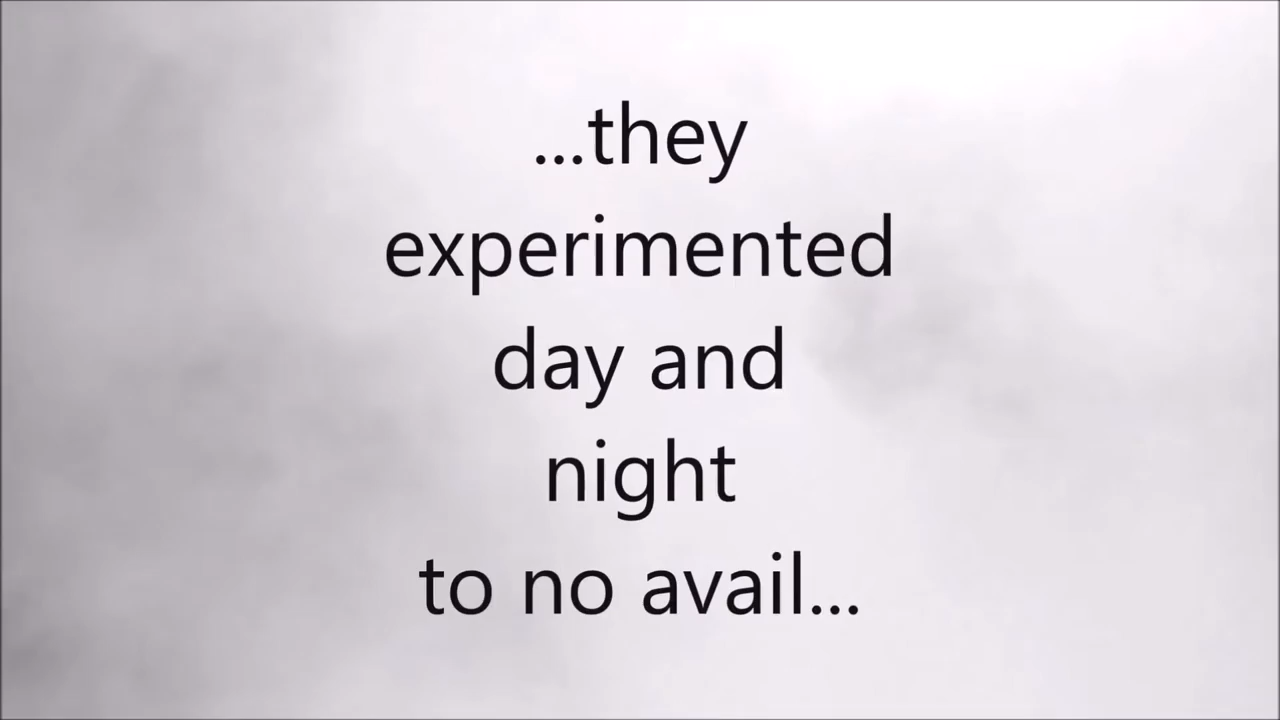 ...they
experimented
day and
night
to no avail...